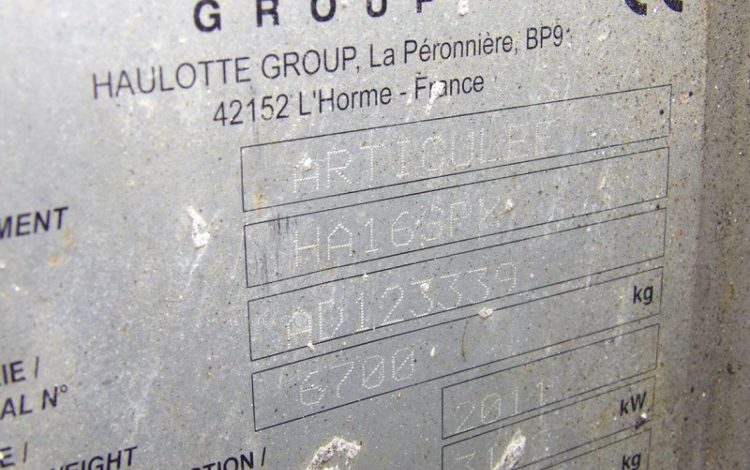 GROUP
HAULOTTE GROUP, La Péronnière, BP9
42152 L'Horme - France
ARTICULEE
MENT
HA16SPX
AD123339
IE /
AL N°
6700 kg
2011
E /
WEIGHT
TION /
kW
kg